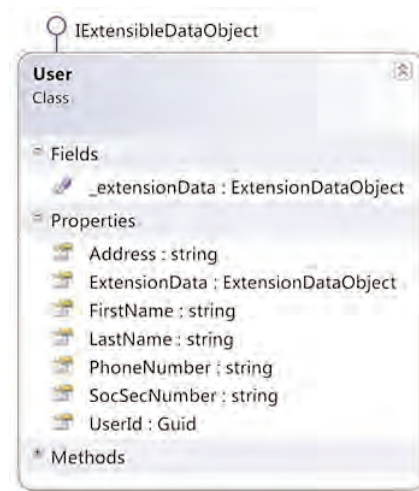 IExtensibleDataObject
User
Class
Fields
_extensionData : ExtensionDataObject
Properties
Address : string
ExtensionData : ExtensionDataObject
FirstName : string
LastName : string
PhoneNumber : string
SocSecNumber : string
UserId : Guid
Methods